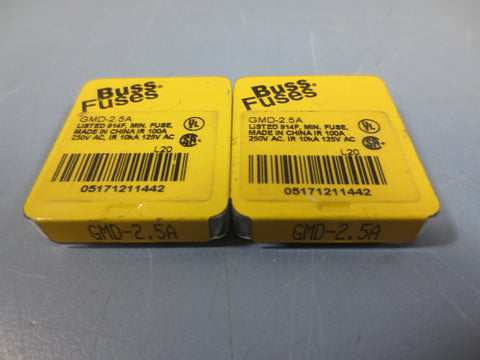 Buss
Fuses
GMD-2.5A
LISTED 914F, MIN. FUSE,
MADE IN CHINA IR 100A
250V AC, IR 10kA 125V AC
UL
L20
05171211442
GMD-2.5A
Buss
Fuses
GMD-2.5A
LISTED 914F, MIN. FUSE,
MADE IN CHINA IR 100A
250V AC, IR 10kA 125V AC
UL
L20
05171211442
GMD-2.5A